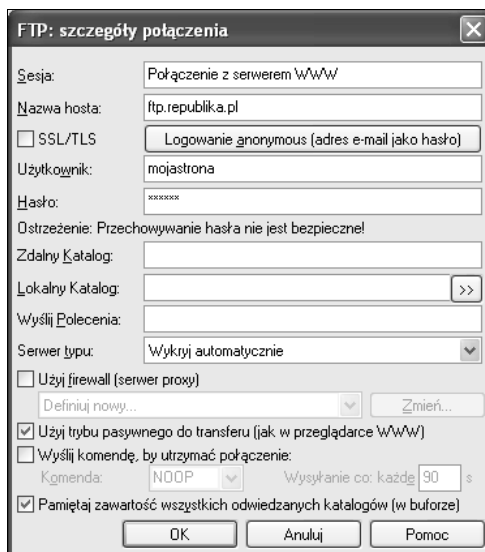 FTP: szczegóły połączenia
Sesja: Połączenie z serwerem WWW
Nazwa hosta: ftp.republika.pl
SSL/TLS Logowanie anonymous (adres e-mail jako hasło)
Użytkownik: mojastrona
Hasło: ******
Ostrzeżenie: Przechowywanie hasła nie jest bezpieczne!
Zdalny Katalog:
Lokalny Katalog: >>
Wyślij Polecenia:
Serwer typu: Wykryj automatycznie
Użyj firewall (serwer proxy)
Definiuj nowy... Zmień...
Użyj trybu pasywnego do transferu (jak w przeglądarce WWW)
Wyślij komendę, by utrzymać połączenie:
Komenda: NOOP Wysyłanie co: każdę 90 s
Pamiętaj zawartość wszystkich odwiedzanych katalogów (w buforze)
OK Anuluj Pomoc